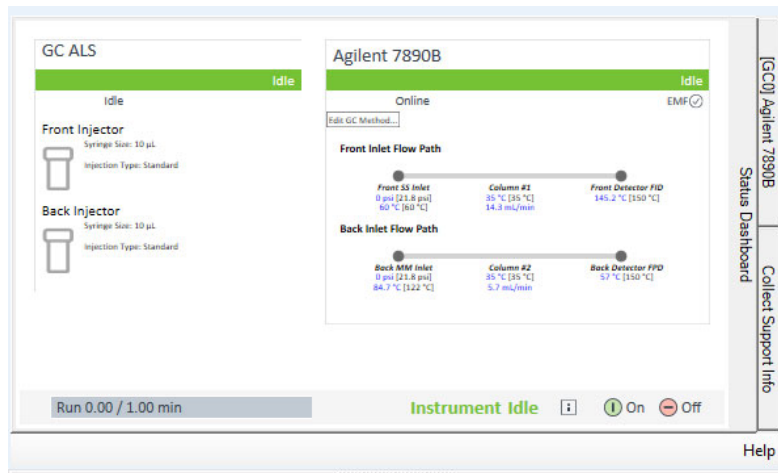 GC ALS
Idle
Idle
Front Injector
Syringe Size: 10 µL
Injection Type: Standard
Back Injector
Syringe Size: 10 µL
Injection Type: Standard
Agilent 7890B
Idle
Online
EMF
Edit GC Method...
Front Inlet Flow Path
Front SS Inlet
0 psi [21.8 psi]
60 °C [60 °C]
Column #1
35 °C [35 °C]
14.3 mL/min
Front Detector FID
145.2 °C [150 °C]
Back Inlet Flow Path
Back MM Inlet
0 psi [21.8 psi]
84.7 °C [122 °C]
Column #2
35 °C [35 °C]
5.7 mL/min
Back Detector FPD
57 °C [150 °C]
Run 0.00 / 1.00 min
Instrument Idle
i
On
Off
Status Dashboard
[GC0] Agilent 7890B
Collect Support Info
Help